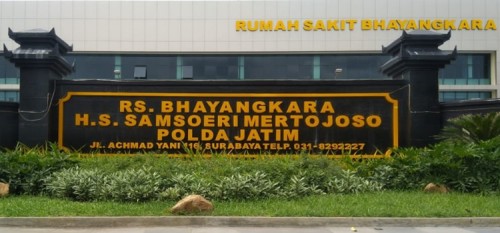 RUMAH SAKIT BHAYANGKARA
RS. BHAYANGKARA
H.S. SAMSOERI MERTOJOSO
POLDA JATIM
JL. ACHMAD YANI 116, SURABAYA TELP. 031-8292227